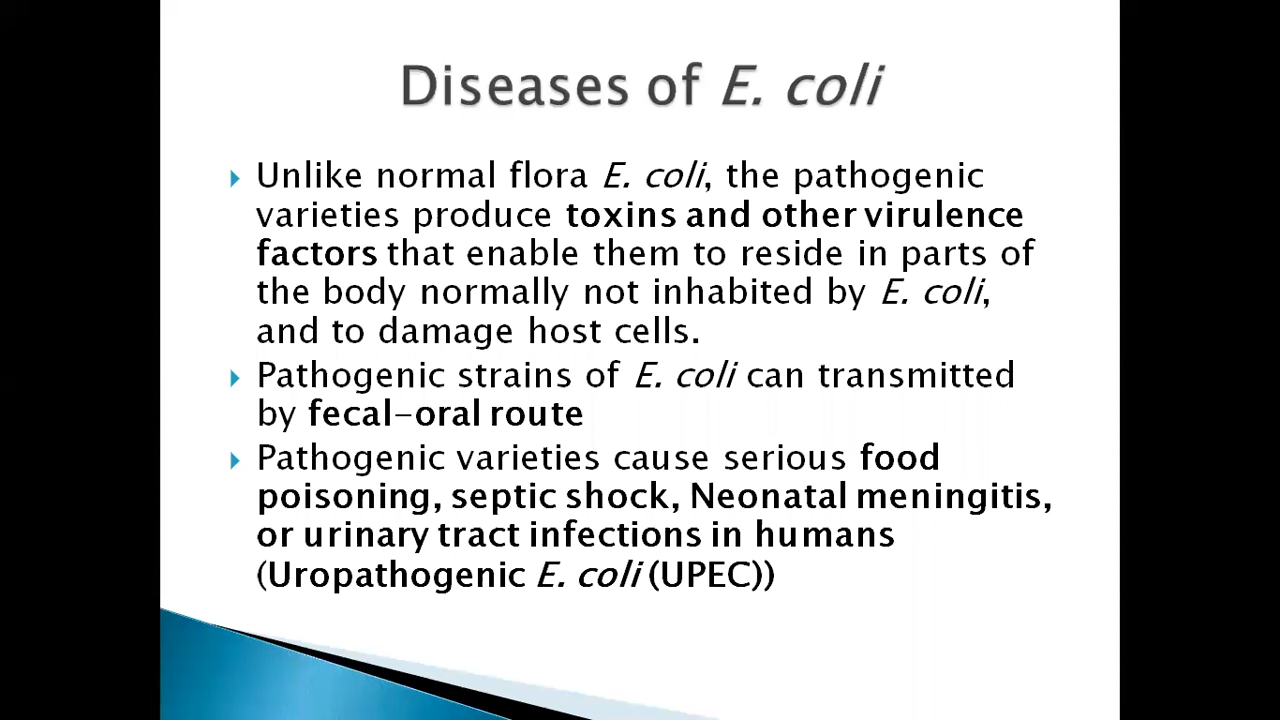 Diseases of E. coli
Unlike normal flora E. coli, the pathogenic
varieties produce toxins and other virulence
factors that enable them to reside in parts of
the body normally not inhabited by E. coli,
and to damage host cells.
Pathogenic strains of E. coli can transmitted
by fecal-oral route
Pathogenic varieties cause serious food
poisoning, septic shock, Neonatal meningitis,
or urinary tract infections in humans
(Uropathogenic E. coli (UPEC))